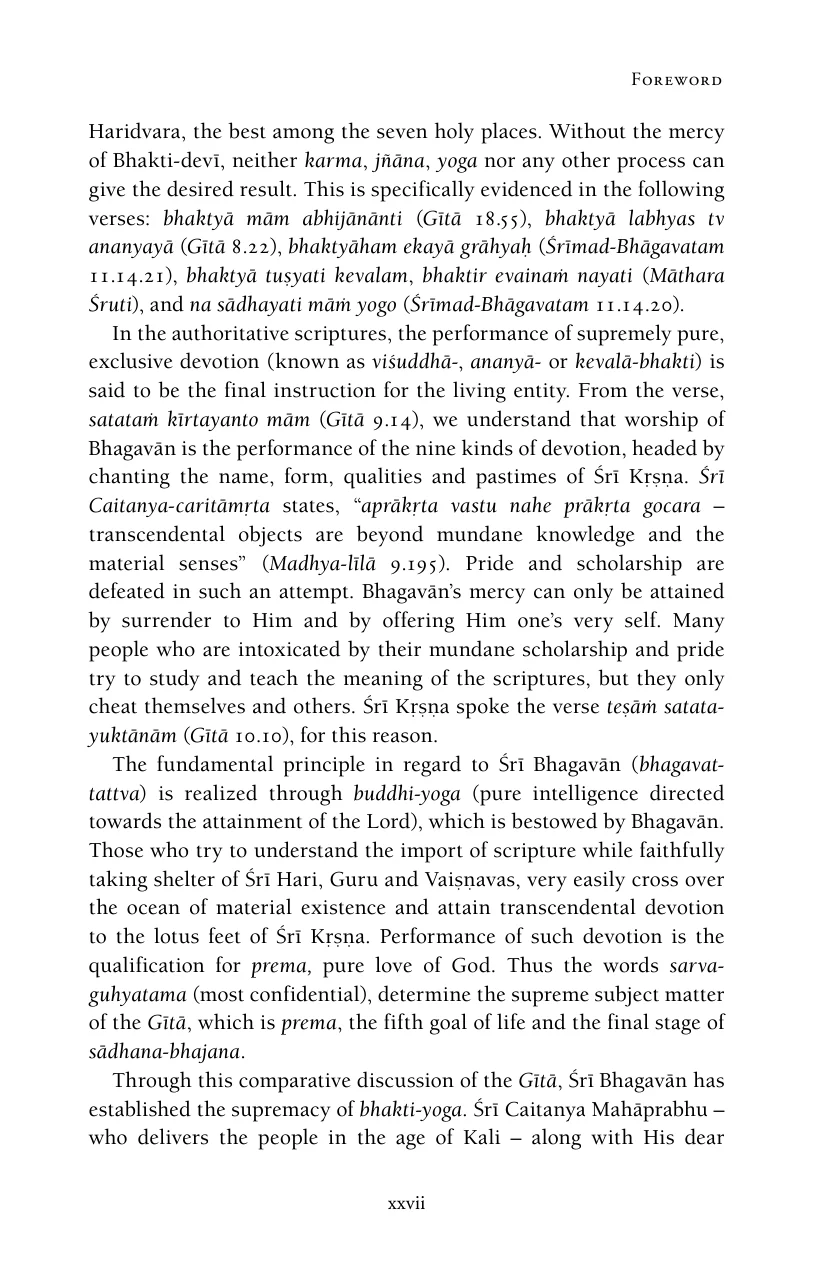 Foreword
Haridvara, the best among the seven holy places. Without the mercy
of Bhakti-devī, neither karma, jñāna, yoga nor any other process can
give the desired result. This is specifically evidenced in the following
verses: bhaktyā mām abhijānānti (Gītā 18.55), bhaktyā labhyas tv
ananyayā (Gītā 8.22), bhaktyāham ekayā grāhyaḥ (Śrīmad-Bhāgavatam
11.14.21), bhaktyā tuṣyati kevalam, bhaktir evainaṁ nayati (Māthara
Śruti), and na sādhayati māṁ yogo (Śrīmad-Bhāgavatam 11.14.20).
In the authoritative scriptures, the performance of supremely pure,
exclusive devotion (known as viśuddhā-, ananyā- or kevalā-bhakti) is
said to be the final instruction for the living entity. From the verse,
satataṁ kīrtayanto mām (Gītā 9.14), we understand that worship of
Bhagavān is the performance of the nine kinds of devotion, headed by
chanting the name, form, qualities and pastimes of Śrī Kṛṣṇa. Śrī
Caitanya-caritāmṛta states, “aprākṛta vastu nahe prākṛta gocara –
transcendental objects are beyond mundane knowledge and the
material senses” (Madhya-līlā 9.195). Pride and scholarship are
defeated in such an attempt. Bhagavān’s mercy can only be attained
by surrender to Him and by offering Him one’s very self. Many
people who are intoxicated by their mundane scholarship and pride
try to study and teach the meaning of the scriptures, but they only
cheat themselves and others. Śrī Kṛṣṇa spoke the verse teṣāṁ satata-
yuktānām (Gītā 10.10), for this reason.
The fundamental principle in regard to Śrī Bhagavān (bhagavat-
tattva) is realized through buddhi-yoga (pure intelligence directed
towards the attainment of the Lord), which is bestowed by Bhagavān.
Those who try to understand the import of scripture while faithfully
taking shelter of Śrī Hari, Guru and Vaiṣṇavas, very easily cross over
the ocean of material existence and attain transcendental devotion
to the lotus feet of Śrī Kṛṣṇa. Performance of such devotion is the
qualification for prema, pure love of God. Thus the words sarva-
guhyatama (most confidential), determine the supreme subject matter
of the Gītā, which is prema, the fifth goal of life and the final stage of
sādhana-bhajana.
Through this comparative discussion of the Gītā, Śrī Bhagavān has
established the supremacy of bhakti-yoga. Śrī Caitanya Mahāprabhu –
who delivers the people in the age of Kali – along with His dear
xxvii